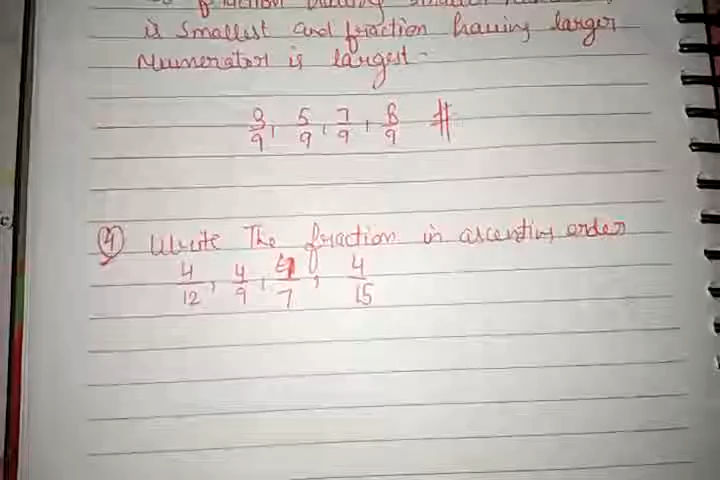 is smallest and fraction having larger
Numerator is largest.
3/9, 5/9, 7/9, 8/9 #
4 Write The fraction in ascending order
4/12, 4/9, 4/7, 4/15